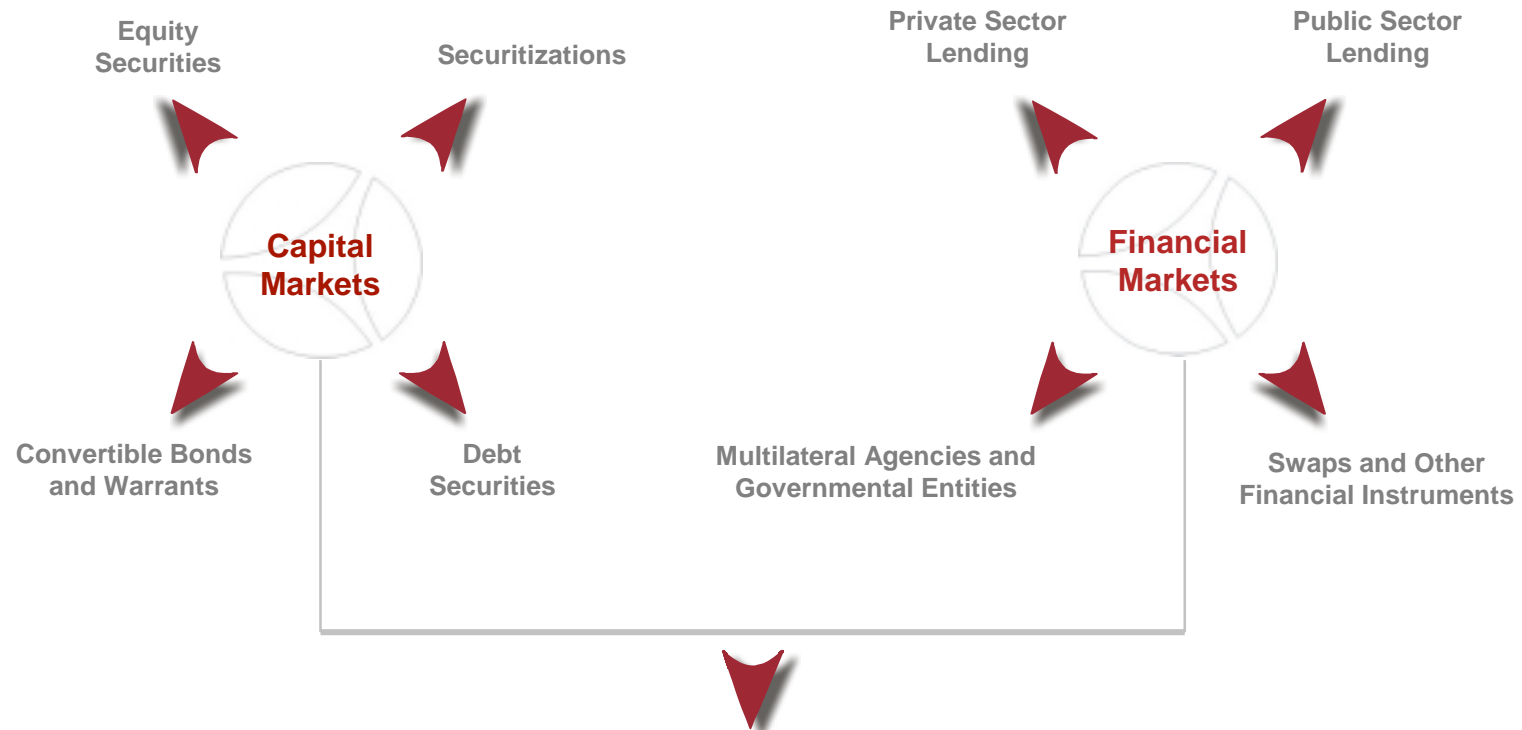 Equity
Securities
Securitizations
Private Sector
Lending
Public Sector
Lending
Capital
Markets
Financial
Markets
Convertible Bonds
and Warrants
Debt
Securities
Multilateral Agencies and
Governmental Entities
Swaps and Other
Financial Instruments